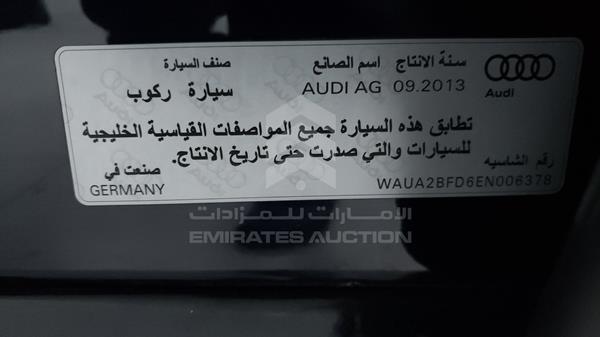 سنة الانتاج اسم الصانع صنف السيارة
09.2013 AUDI AG سيارة ركوب
Audi
تطابق هذه السيارة جميع المواصفات القياسية الخليجية
للسيارات والتي صدرت حتى تاريخ الانتاج.
رقم الشاسيه صنعت في
WAUA2BFD6EN006378 GERMANY
الامارات للمزادات
EMIRATES AUCTION